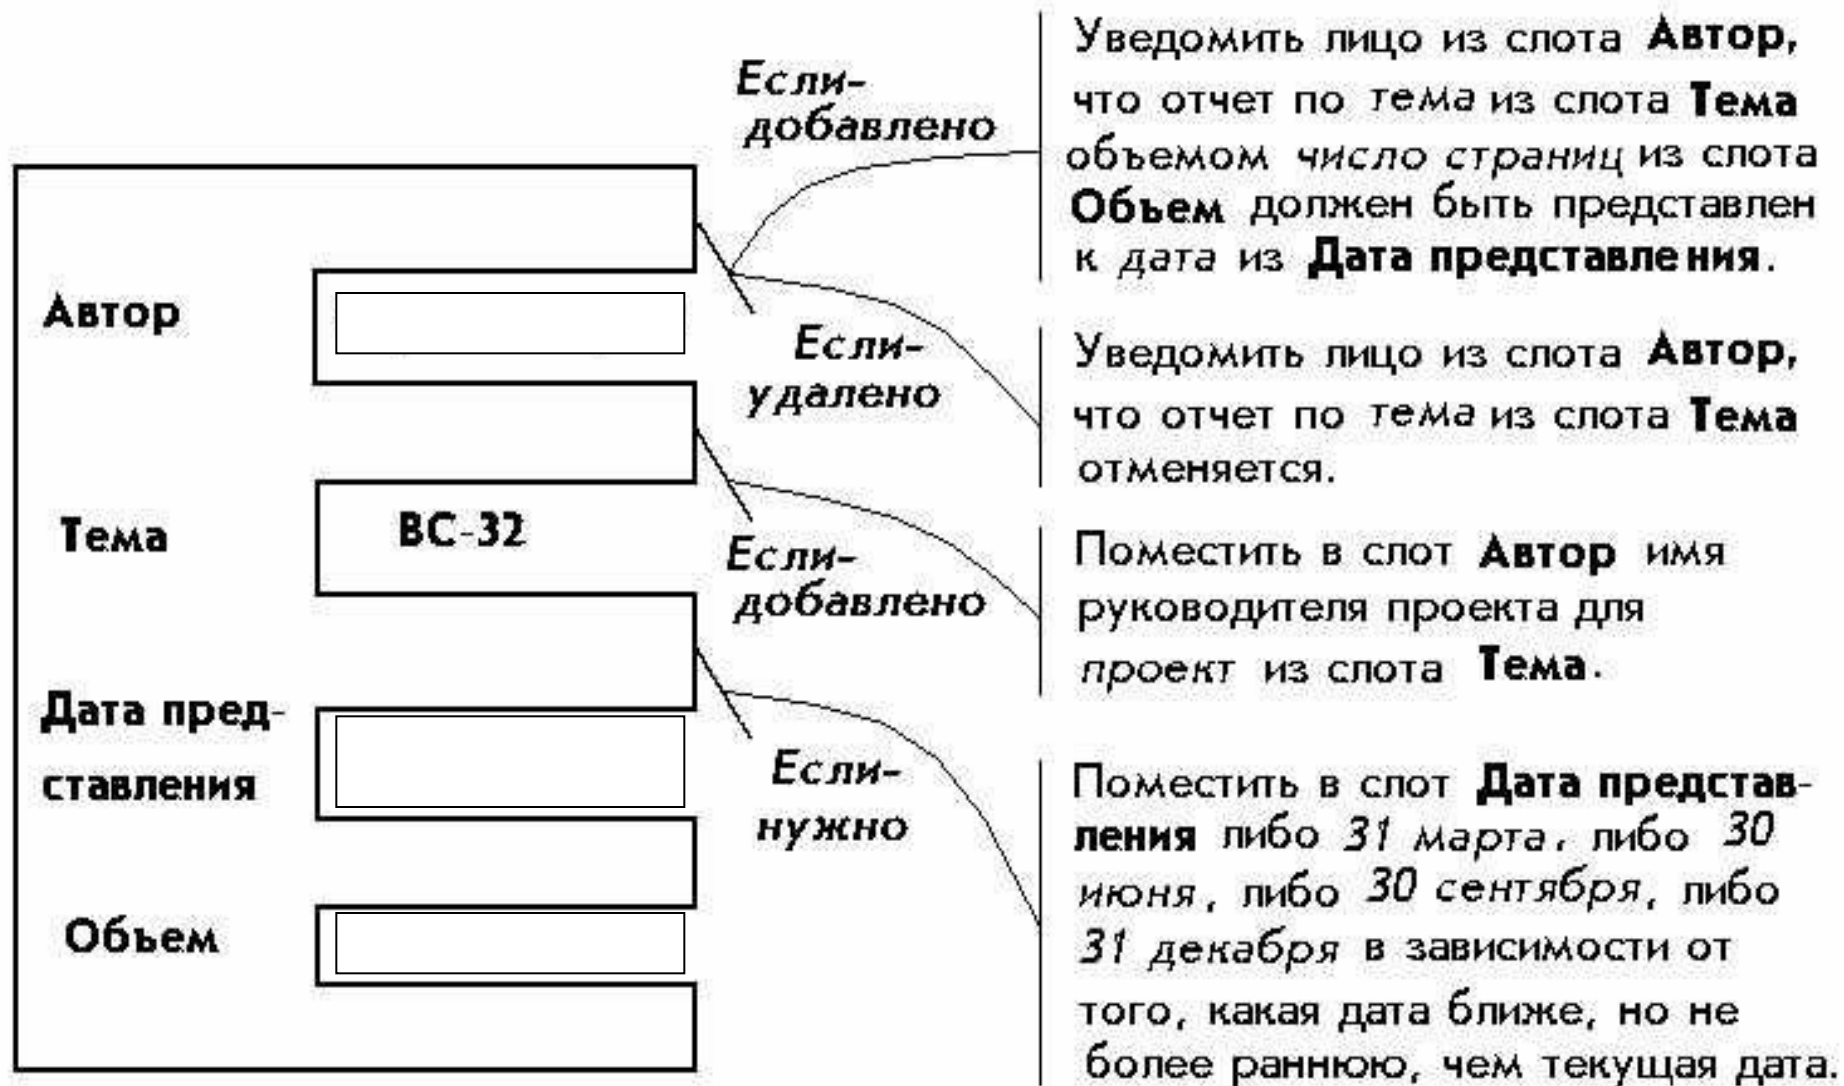 Автор
Тема
ВС-32
Дата пред-
ставления
Объем
Если-
добавлено
Если-
удалено
Если-
добавлено
Если-
нужно
Уведомить лицо из слота Автор,
что отчет по тема из слота Тема
объемом число страниц из слота
Объем должен быть представлен
к дата из Дата представления.
Уведомить лицо из слота Автор,
что отчет по тема из слота Тема
отменяется.
Поместить в слот Автор имя
руководителя проекта для
проект из слота Тема.
Поместить в слот Дата представ-
ления либо 31 марта, либо 30
июня, либо 30 сентября, либо
31 декабря в зависимости от
того, какая дата ближе, но не
более раннюю, чем текущая дата.